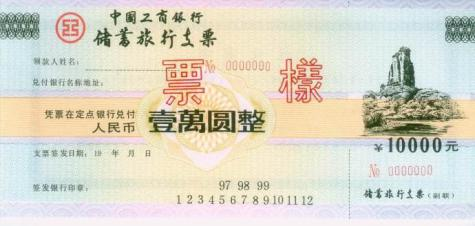 中国工商银行
储蓄旅行支票
领款人姓名:
№ 0000000
票様
兑付银行名称地址:
凭票在定点银行兑付
人民币
壹萬圆整
￥10000元
支票签发日期: 19 年 月 日
№ 0000000
签发银行印章:
97 98 99
1 2 3 4 5 6 7 8 9 10 11 12
储蓄旅行支票(副联)